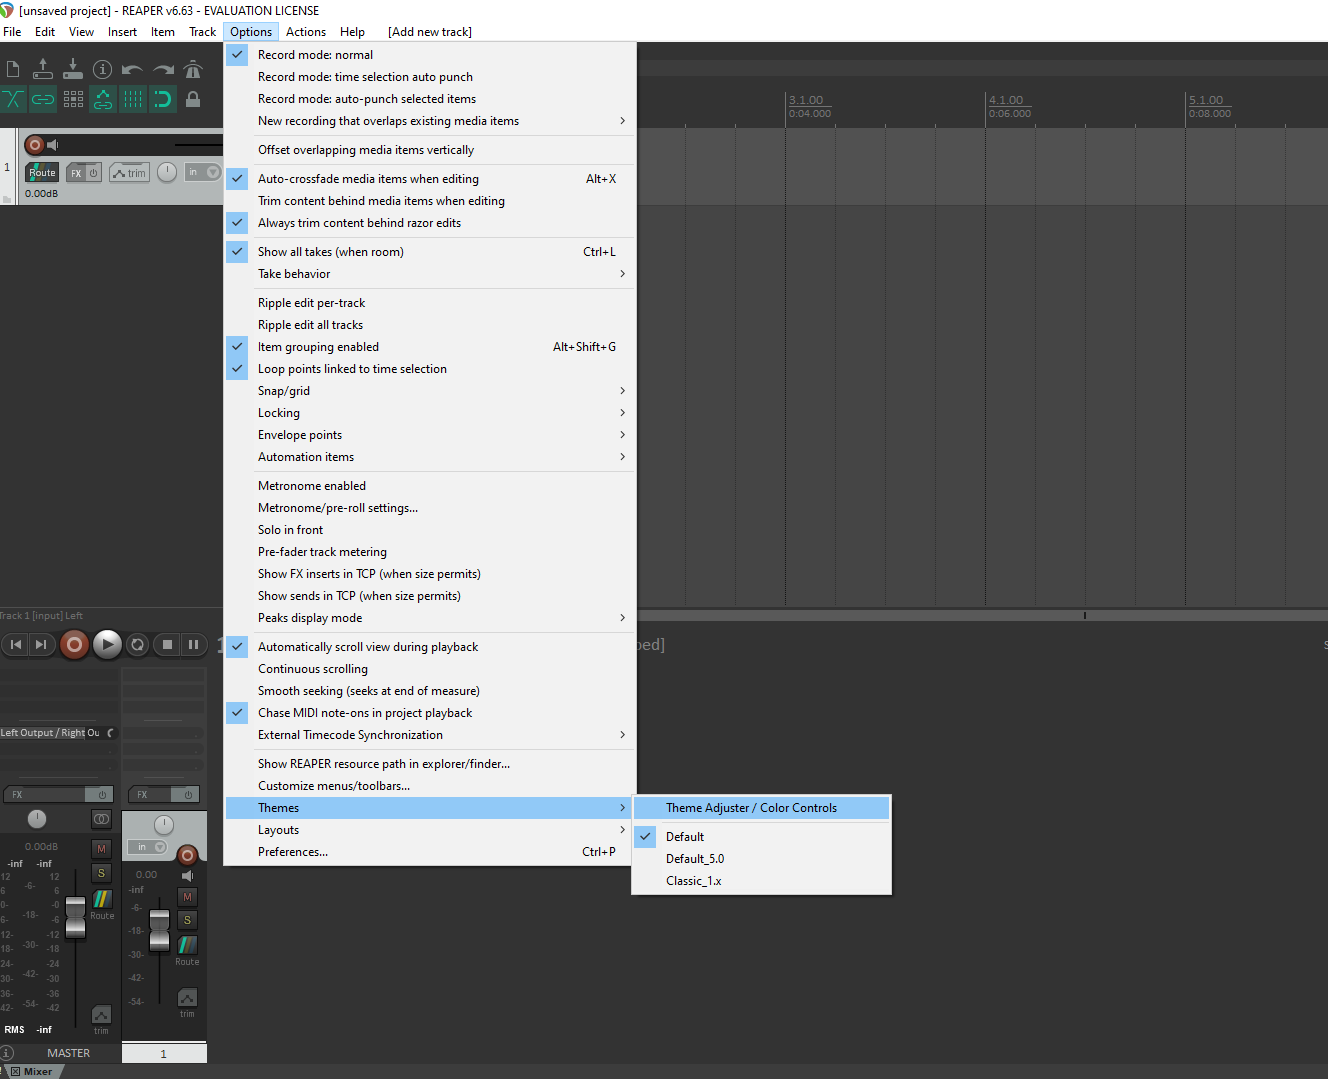 [unsaved project] - REAPER v6.63 - EVALUATION LICENSE
File Edit View Insert Item Track Options Actions Help [Add new track]
Record mode: normal
Record mode: time selection auto punch
Record mode: auto-punch selected items
New recording that overlaps existing media items
Offset overlapping media items vertically
Auto-crossfade media items when editing Alt+X
Trim content behind media items when editing
Always trim content behind razor edits
Show all takes (when room) Ctrl+L
Take behavior
Ripple edit per-track
Ripple edit all tracks
Item grouping enabled Alt+Shift+G
Loop points linked to time selection
Snap/grid
Locking
Envelope points
Automation items
Metronome enabled
Metronome/pre-roll settings...
Solo in front
Pre-fader track metering
Show FX inserts in TCP (when size permits)
Show sends in TCP (when size permits)
Peaks display mode
Automatically scroll view during playback
Continuous scrolling
Smooth seeking (seeks at end of measure)
Chase MIDI note-ons in project playback
External Timecode Synchronization
Show REAPER resource path in explorer/finder...
Customize menus/toolbars...
Themes
Layouts
Preferences... Ctrl+P
Theme Adjuster / Color Controls
Default
Default_5.0
Classic_1.x
3.1.00 4.1.00 5.1.00
0:04.000 0:06.000 0:08.000
1
Route FX trim in
0.00dB
Track 1 [input] Left
ped]
Left Output / Right Ou
FX FX
in
0.00dB
M
-inf -inf
0.00
-inf
12 12
S
-6-
6 6
0- -0
-18-
6- -6
12- -12
-30-
18- -18
24- -24
-42-
30- -30
36- -36
-54-
42- -42
Route
trim
M
S
-6-
-18-
-30-
-42-
-54-
Route
trim
RMS -inf
MASTER 1
Mixer